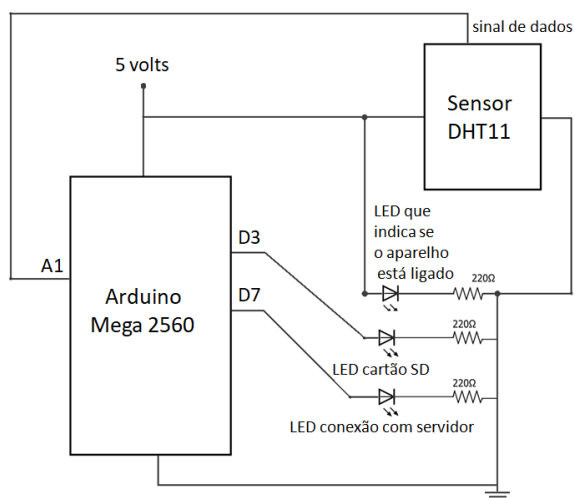 sinal de dados
5 volts
Sensor
DHT11
LED que
indica se
o aparelho
está ligado
D3
A1
220Ω
Arduino
Mega 2560
D7
220Ω
LED cartão SD
220Ω
LED conexão com servidor